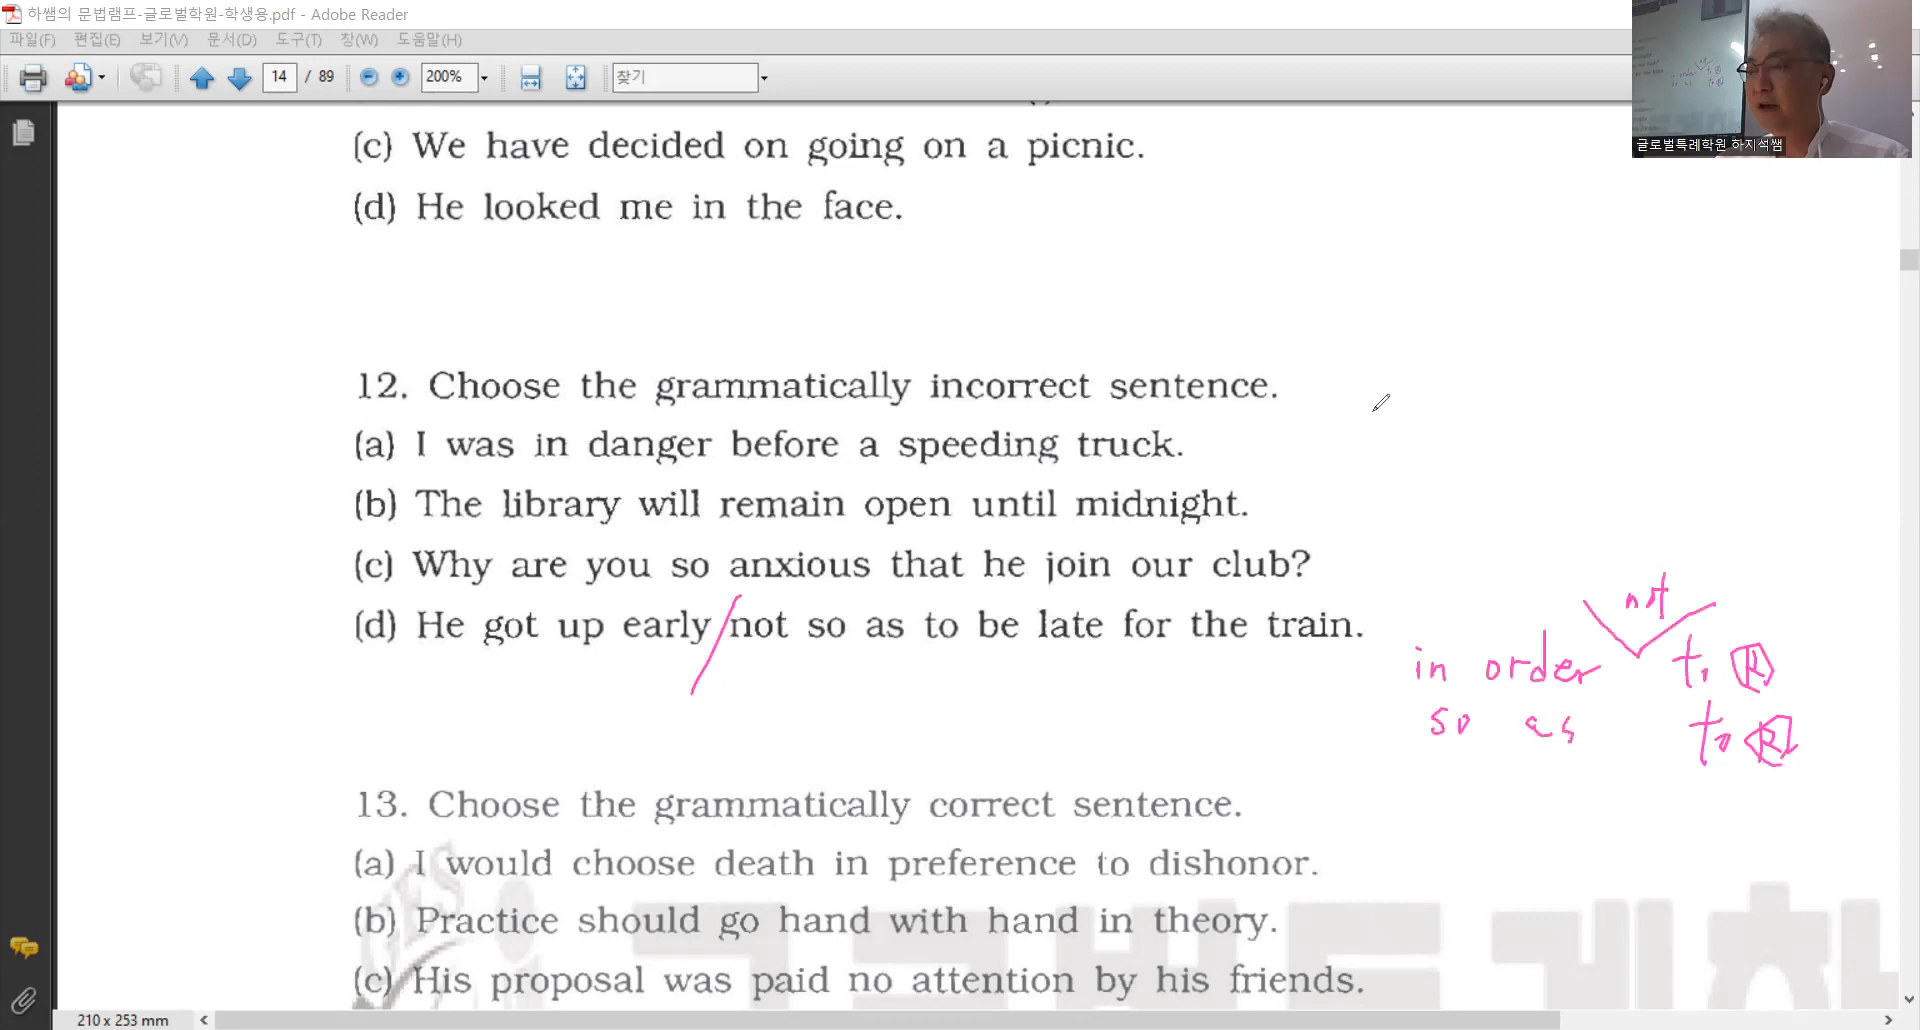 하쌤의 문법램프-글로벌학원-학생용.pdf - Adobe Reader
파일(F) 편집(E) 보기(V) 문서(D) 도구(T) 창(W) 도움말(H)
14 / 89 200% 찾기
글로벌특례학원 하지석쌤
(c) We have decided on going on a picnic.
(d) He looked me in the face.
12. Choose the grammatically incorrect sentence.
(a) I was in danger before a speeding truck.
(b) The library will remain open until midnight.
(c) Why are you so anxious that he join our club?
(d) He got up early not so as to be late for the train.
not
in order to R
so as to R
13. Choose the grammatically correct sentence.
(a) I would choose death in preference to dishonor.
(b) Practice should go hand with hand in theory.
(c) His proposal was paid no attention by his friends.
210 x 253 mm